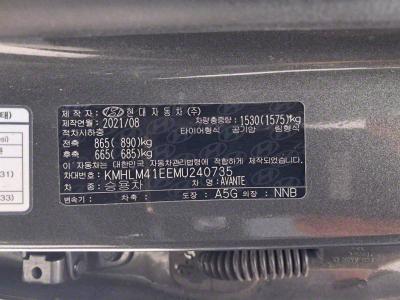 제 작 자 : 현대자동차(주)
제작연월 : 2021/08 차량총중량 : 1530(1575)kg
적차시하중 타이어형식 공기압 림형식
전축 865( 890)kg
후축 665( 685)kg
이 자동차는 대한민국 자동차관리법령에 적합하게 제작되었음
차대번호 : KMHLM41EEMU240735
차 종 : 승용차 차명 : AVANTE
변속기 : 차축 : 도장 : A5G 의장 : NNB
si)
31)
33)